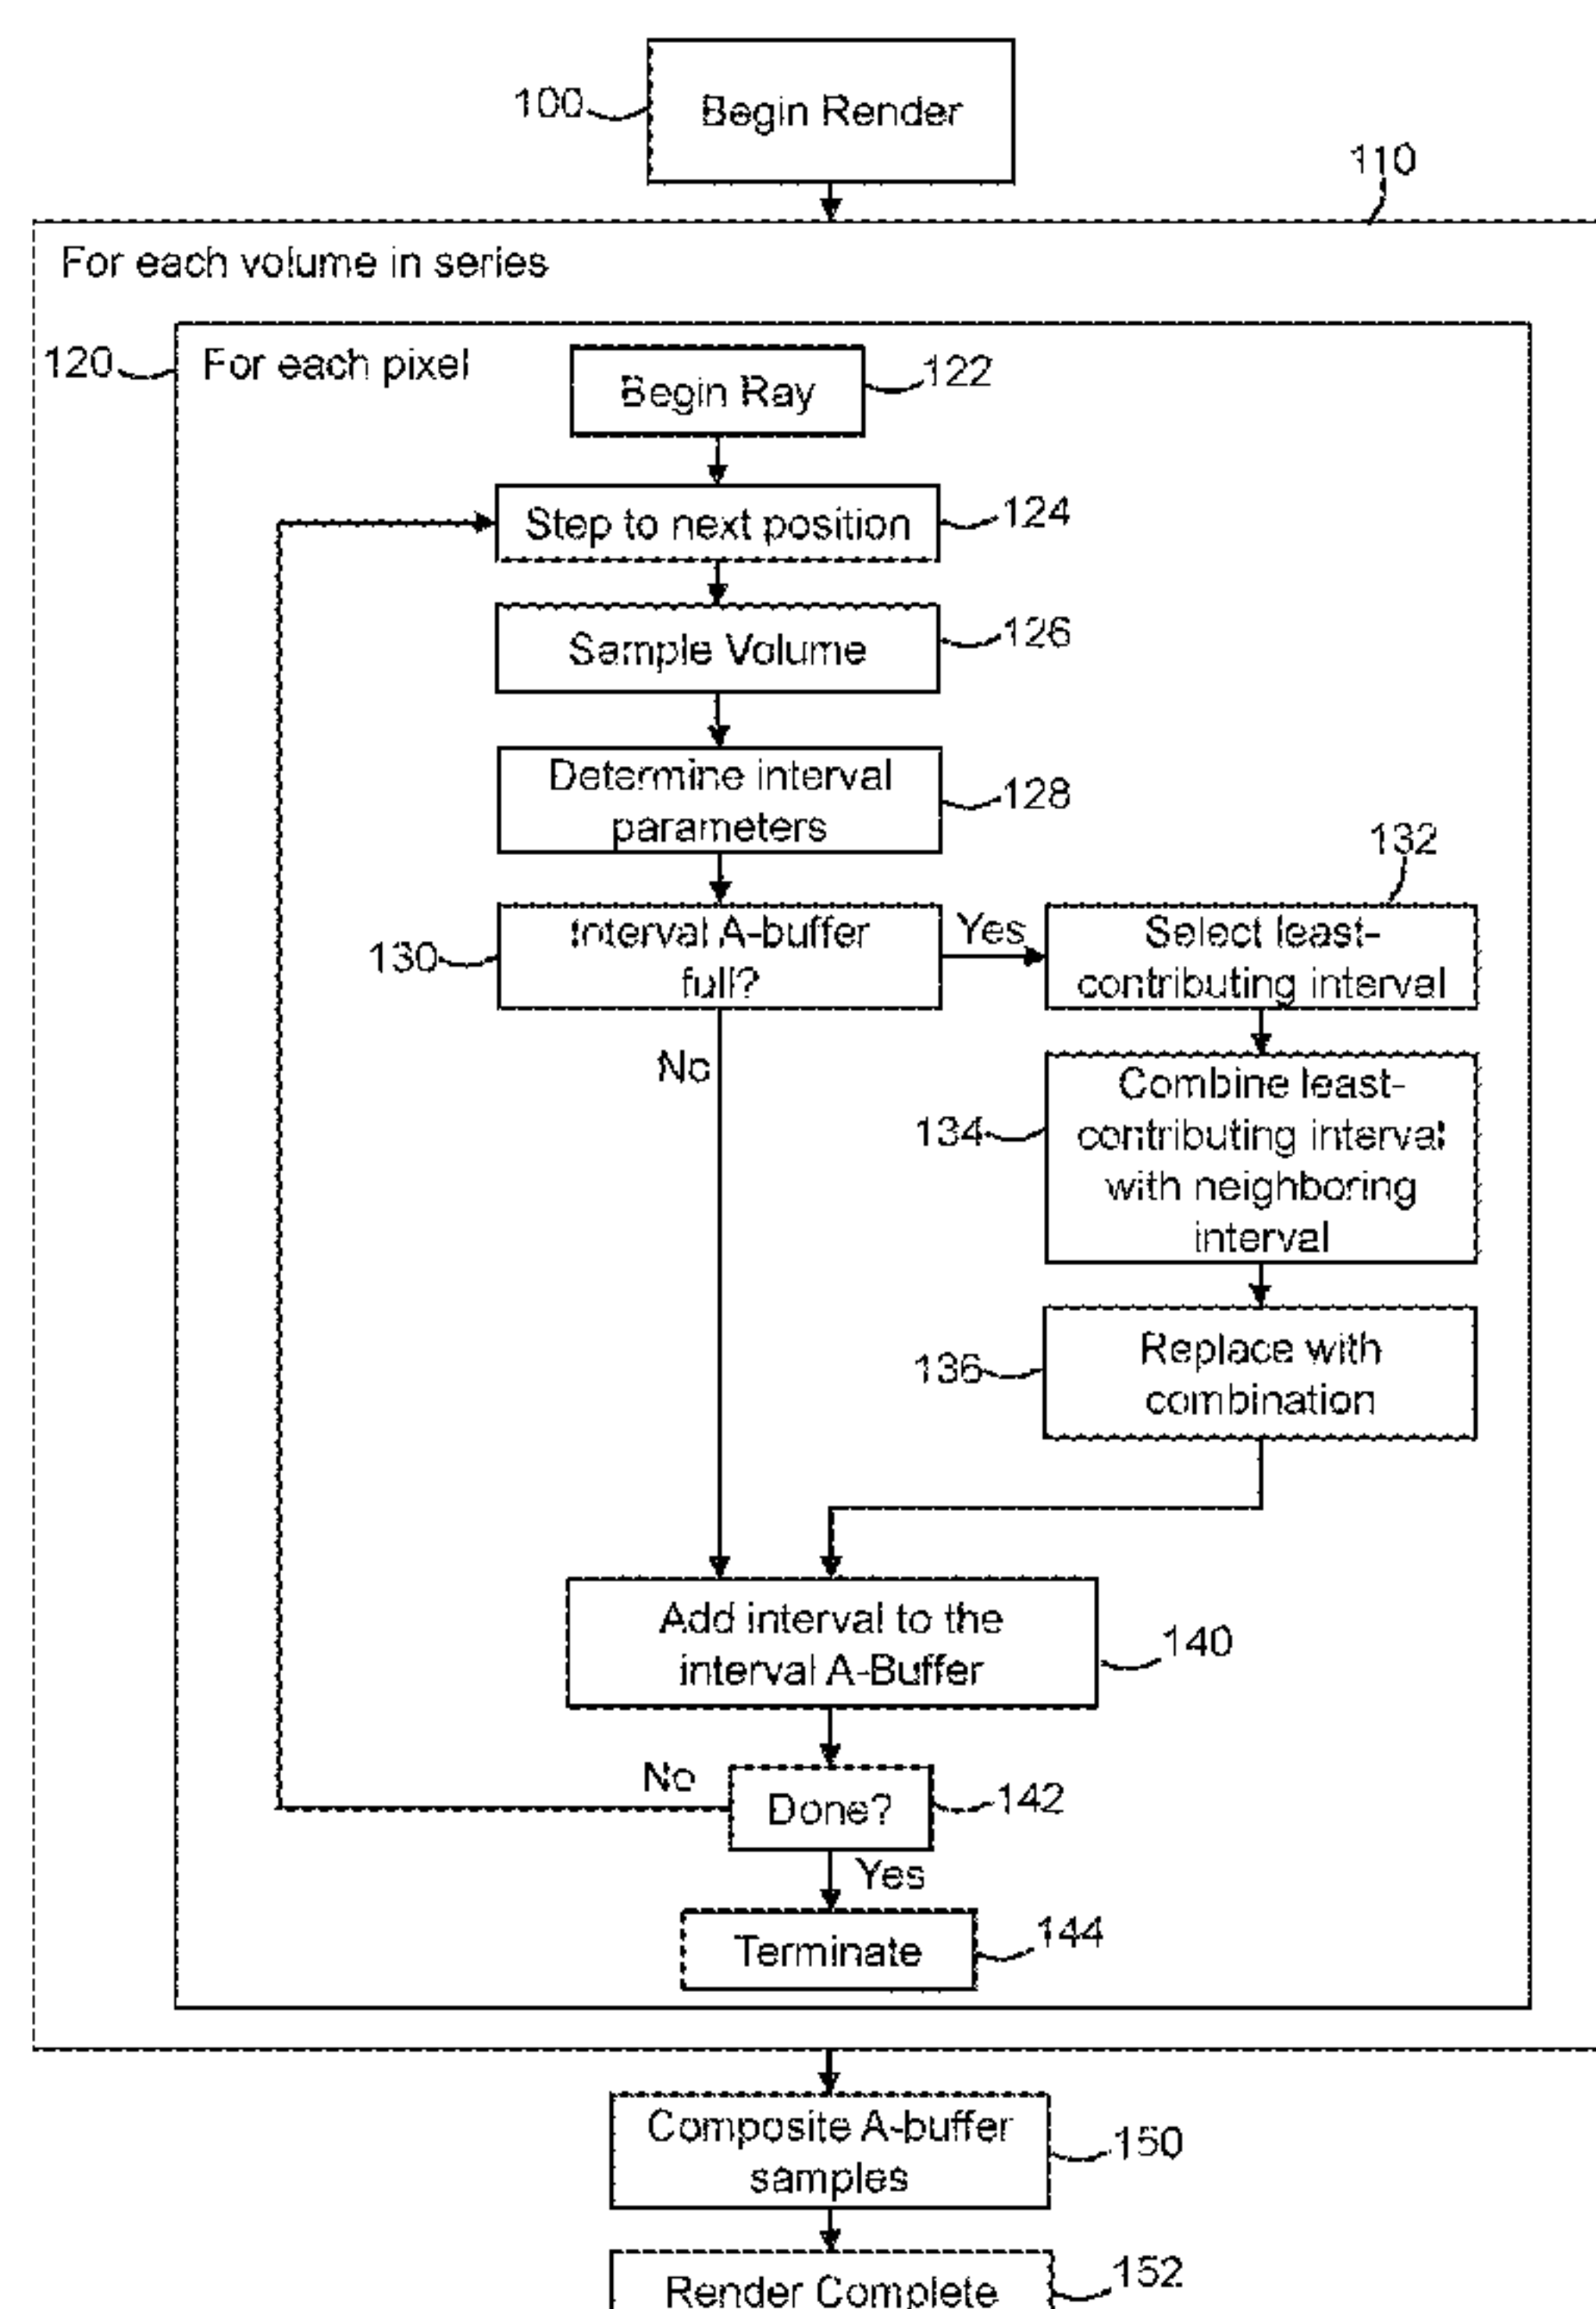 100
Begin Render
110
For each volume in series
120
For each pixel
Begin Ray
122
Step to next position
124
Sample Volume
126
Determine interval
parameters
128
132
130
Interval A-buffer
full?
Yes
Select least-
contributing interval
No
134
Combine least-
contributing interval
with neighboring
interval
136
Replace with
combination
Add interval to the
interval A-Buffer
140
No
Done?
142
Yes
Terminate
144
Composite A-buffer
samples
150
Render Complete
152